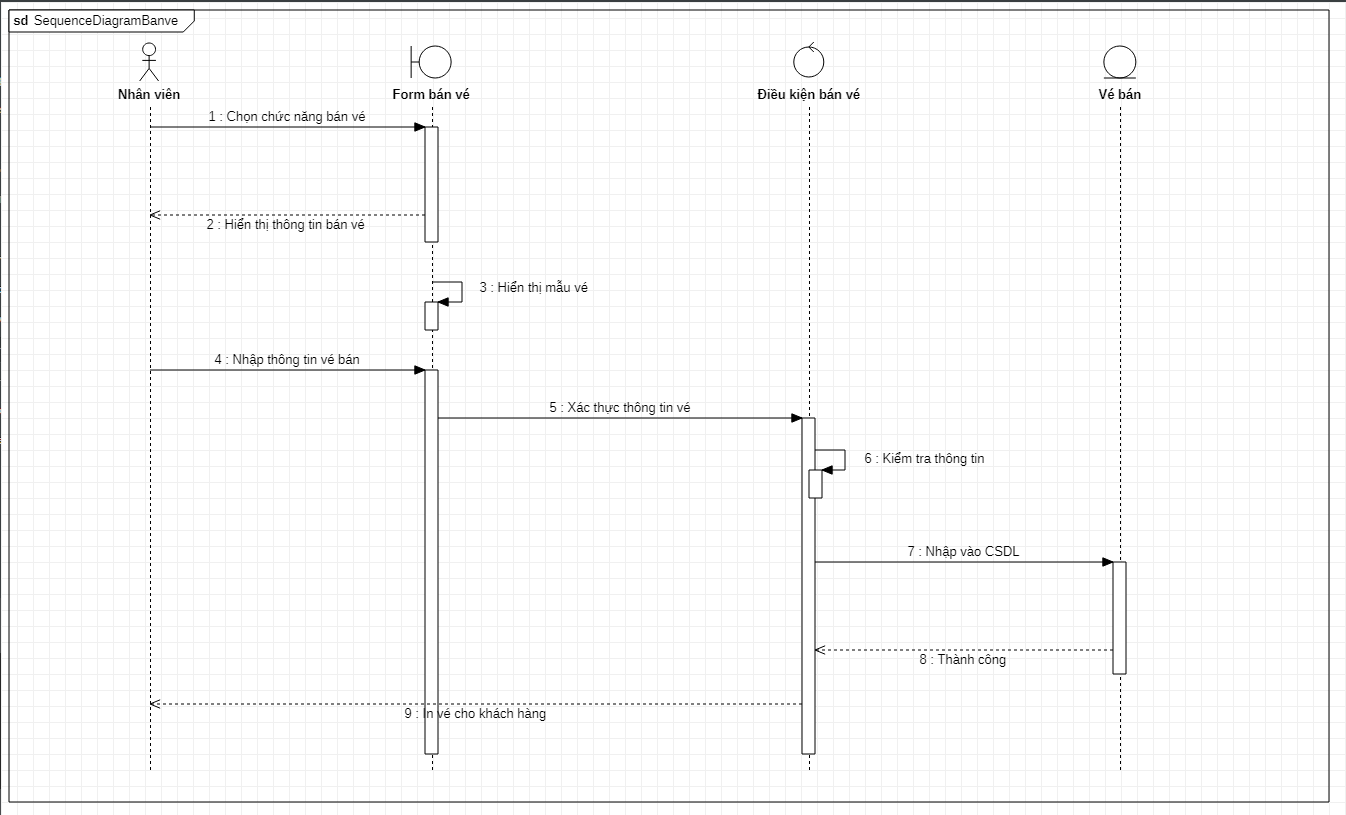 sd SequenceDiagramBanve
Nhân viên
Form bán vé
Điều kiện bán vé
Vé bán
1 : Chọn chức năng bán vé
2 : Hiển thị thông tin bán vé
3 : Hiển thị mẫu vé
4 : Nhập thông tin vé bán
5 : Xác thực thông tin vé
6 : Kiểm tra thông tin
7 : Nhập vào CSDL
8 : Thành công
9 : In vé cho khách hàng